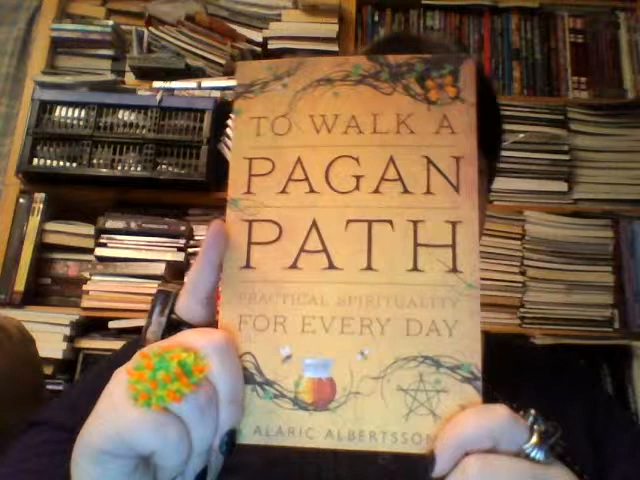 TO WALK A
PAGAN
PATH
PRACTICAL SPIRITUALITY
FOR EVERY DAY
ALARIC ALBERTSSON